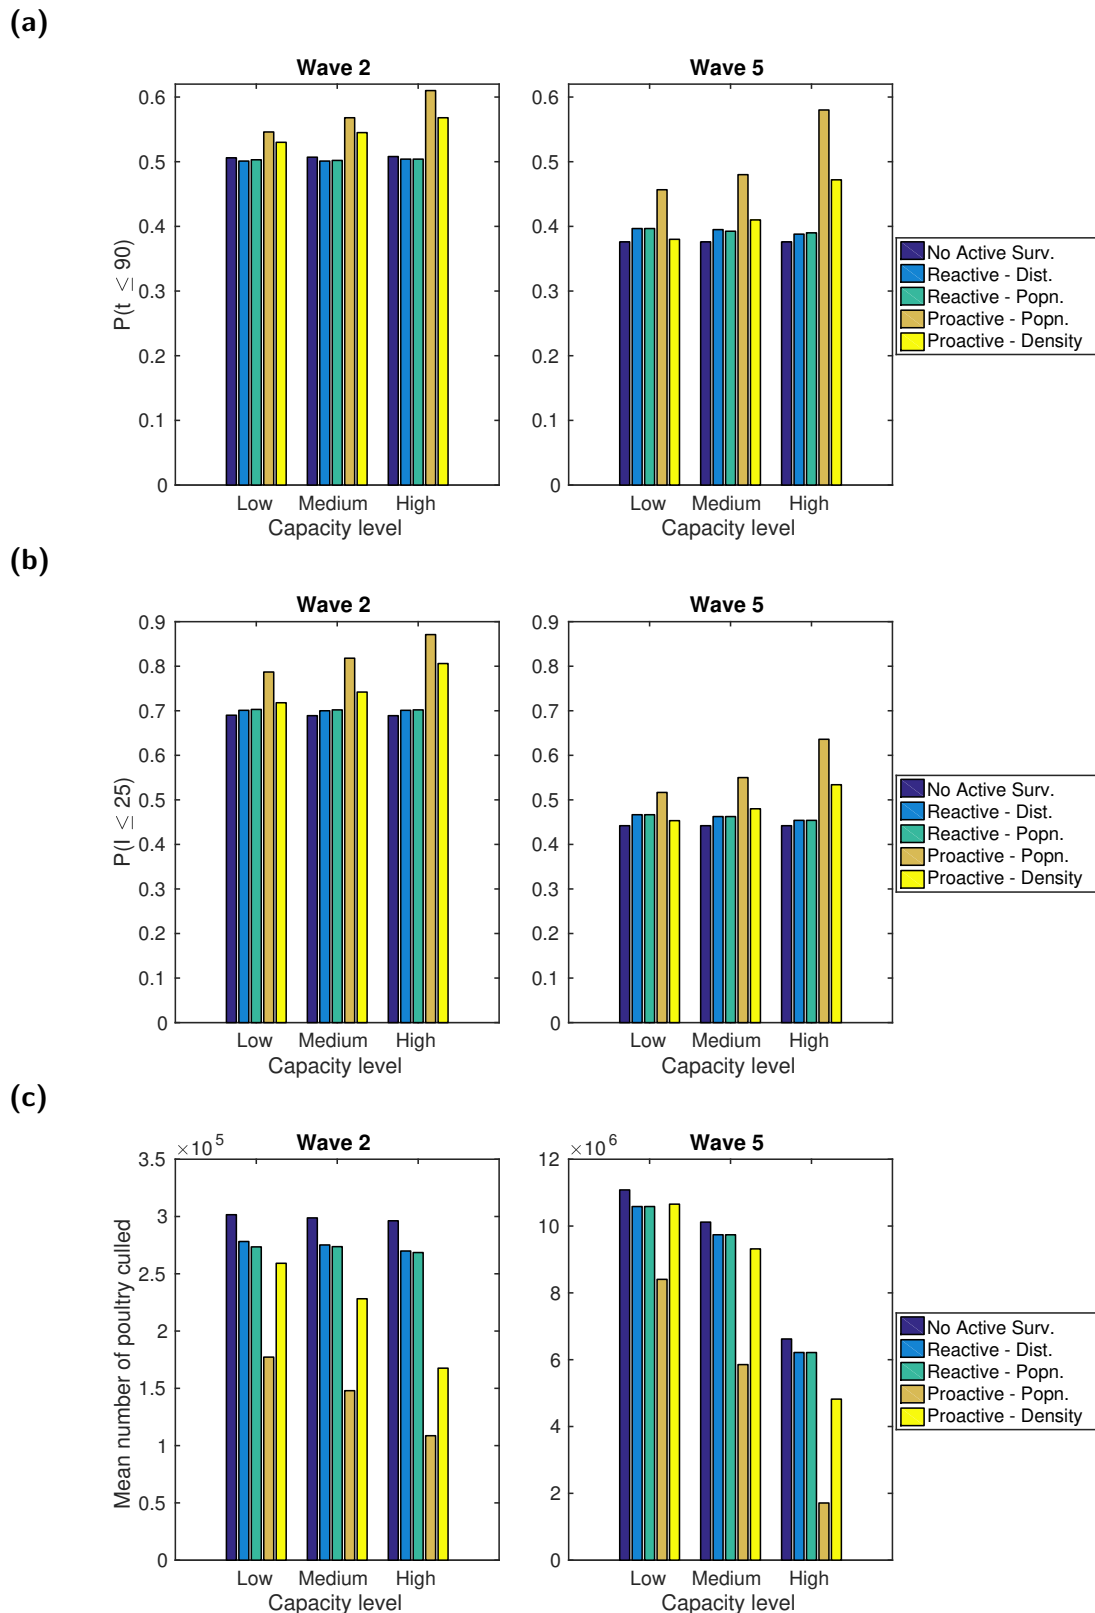 (a)
Wave 2
Wave 5
P(t ≤ 90)
0.6
0.5
0.4
0.3
0.2
0.1
0
Low Medium High
Capacity level
0.6
0.5
0.4
0.3
0.2
0.1
0
Low Medium High
Capacity level
No Active Surv.
Reactive - Dist.
Reactive - Popn.
Proactive - Popn.
Proactive - Density
(b)
Wave 2
Wave 5
P(I ≤ 25)
0.9
0.8
0.7
0.6
0.5
0.4
0.3
0.2
0.1
0
Low Medium High
Capacity level
0.9
0.8
0.7
0.6
0.5
0.4
0.3
0.2
0.1
0
Low Medium High
Capacity level
No Active Surv.
Reactive - Dist.
Reactive - Popn.
Proactive - Popn.
Proactive - Density
(c)
Wave 2
Wave 5
Mean number of poultry culled
×10^5
3.5
3
2.5
2
1.5
1
0.5
0
Low Medium High
Capacity level
×10^6
12
10
8
6
4
2
0
Low Medium High
Capacity level
No Active Surv.
Reactive - Dist.
Reactive - Popn.
Proactive - Popn.
Proactive - Density